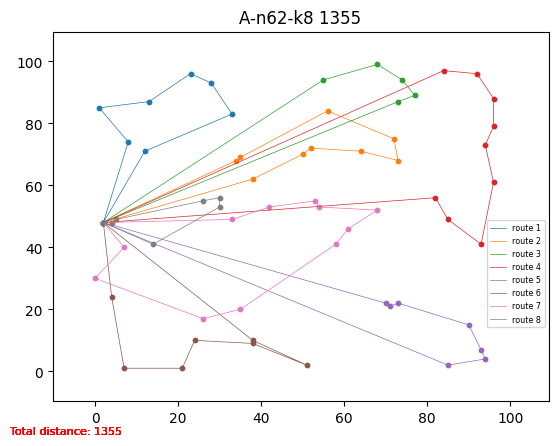 A-n62-k8 1355
100
80
60
40
20
0
0 20 40 60 80 100
route 1
route 2
route 3
route 4
route 5
route 6
route 7
route 8
Total distance: 1355